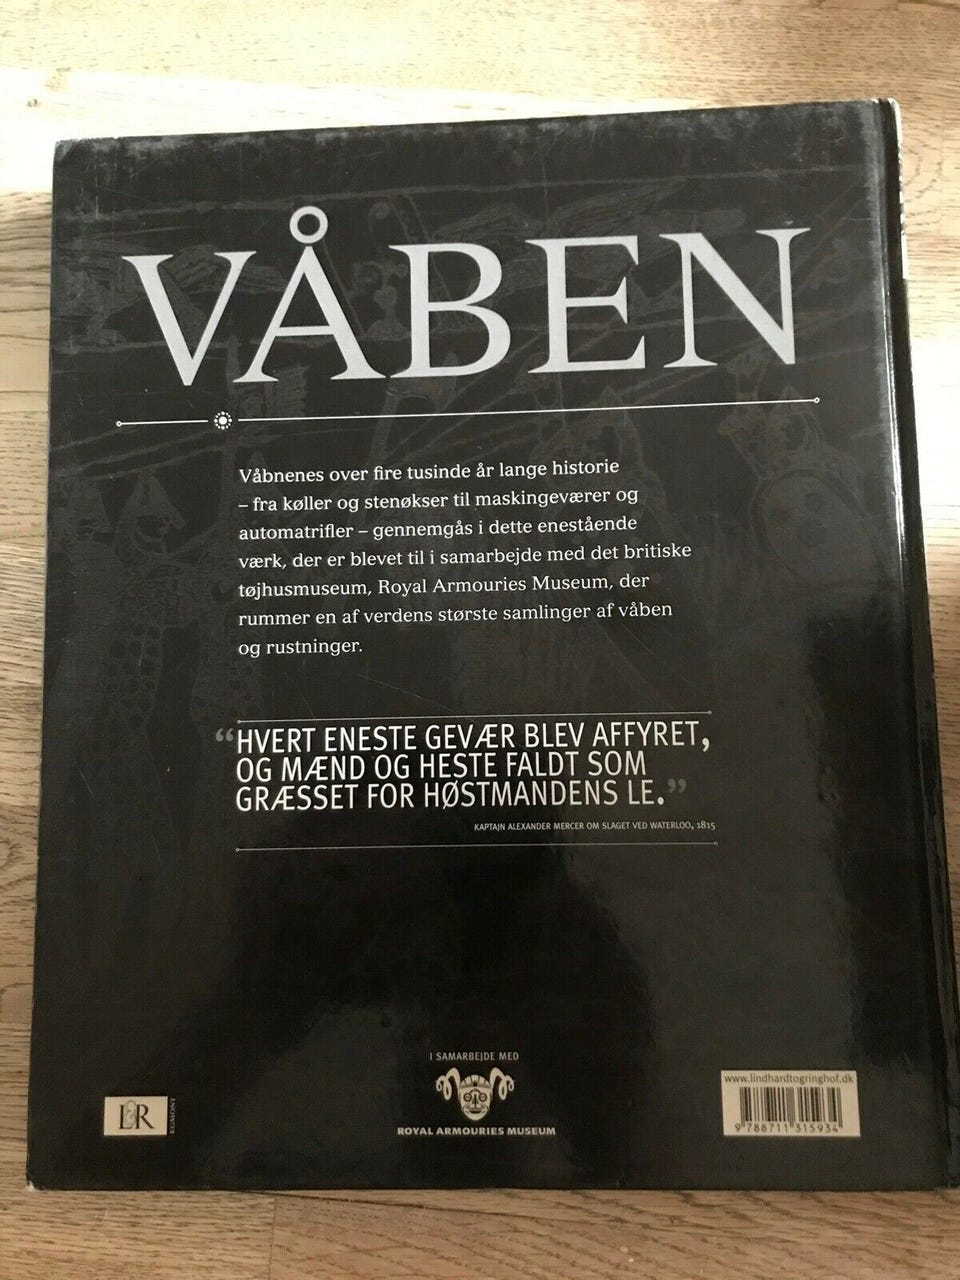 VÅBEN
Våbnenes over fire tusinde år lange historie
– fra køller og stenøkser til maskingeværer og
automatrifler – gennemgås i dette enestående
værk, der er blevet til i samarbejde med det britiske
tøjhusmuseum, Royal Armouries Museum, der
rummer en af verdens største samlinger af våben
og rustninger.
“HVERT ENESTE GEVÆR BLEV AFFYRET,
OG MÆND OG HESTE FALDT SOM
GRÆSSET FOR HØSTMANDENS LE.”
KAPTAJN ALEXANDER MERCER OM SLAGET VED WATERLOO, 1815
I SAMARBEJDE MED
ROYAL ARMOURIES MUSEUM
L&R
EGMONT
www.lindhardtogringhof.dk
9 788711 315934